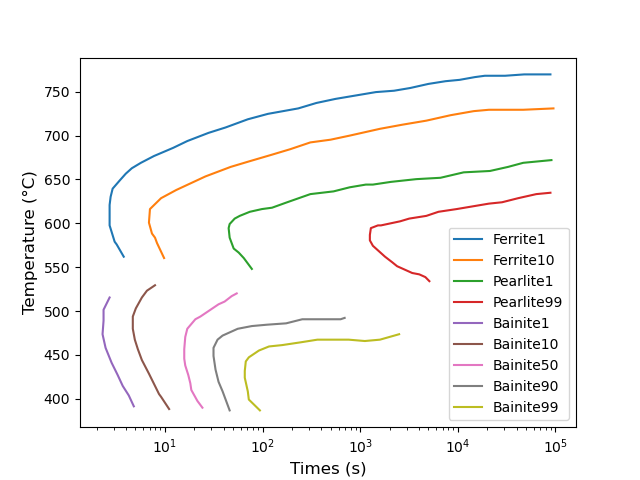 750
700
650
600
550
500
450
400
Temperature (°C)
10¹
10²
10³
10⁴
10⁵
Times (s)
Ferrite1
Ferrite10
Pearlite1
Pearlite99
Bainite1
Bainite10
Bainite50
Bainite90
Bainite99